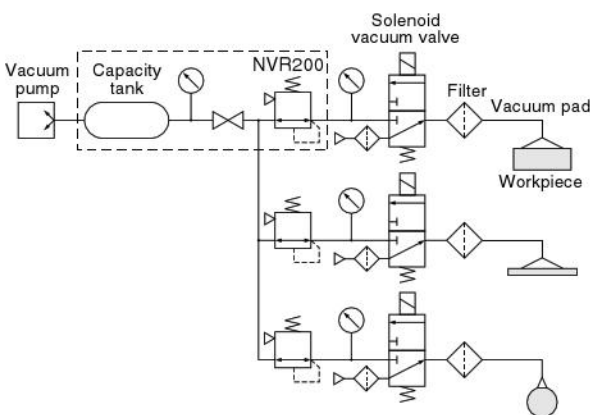 Solenoid
vacuum valve
NVR200
Vacuum
pump
Capacity
tank
Filter
Vacuum pad
Workpiece